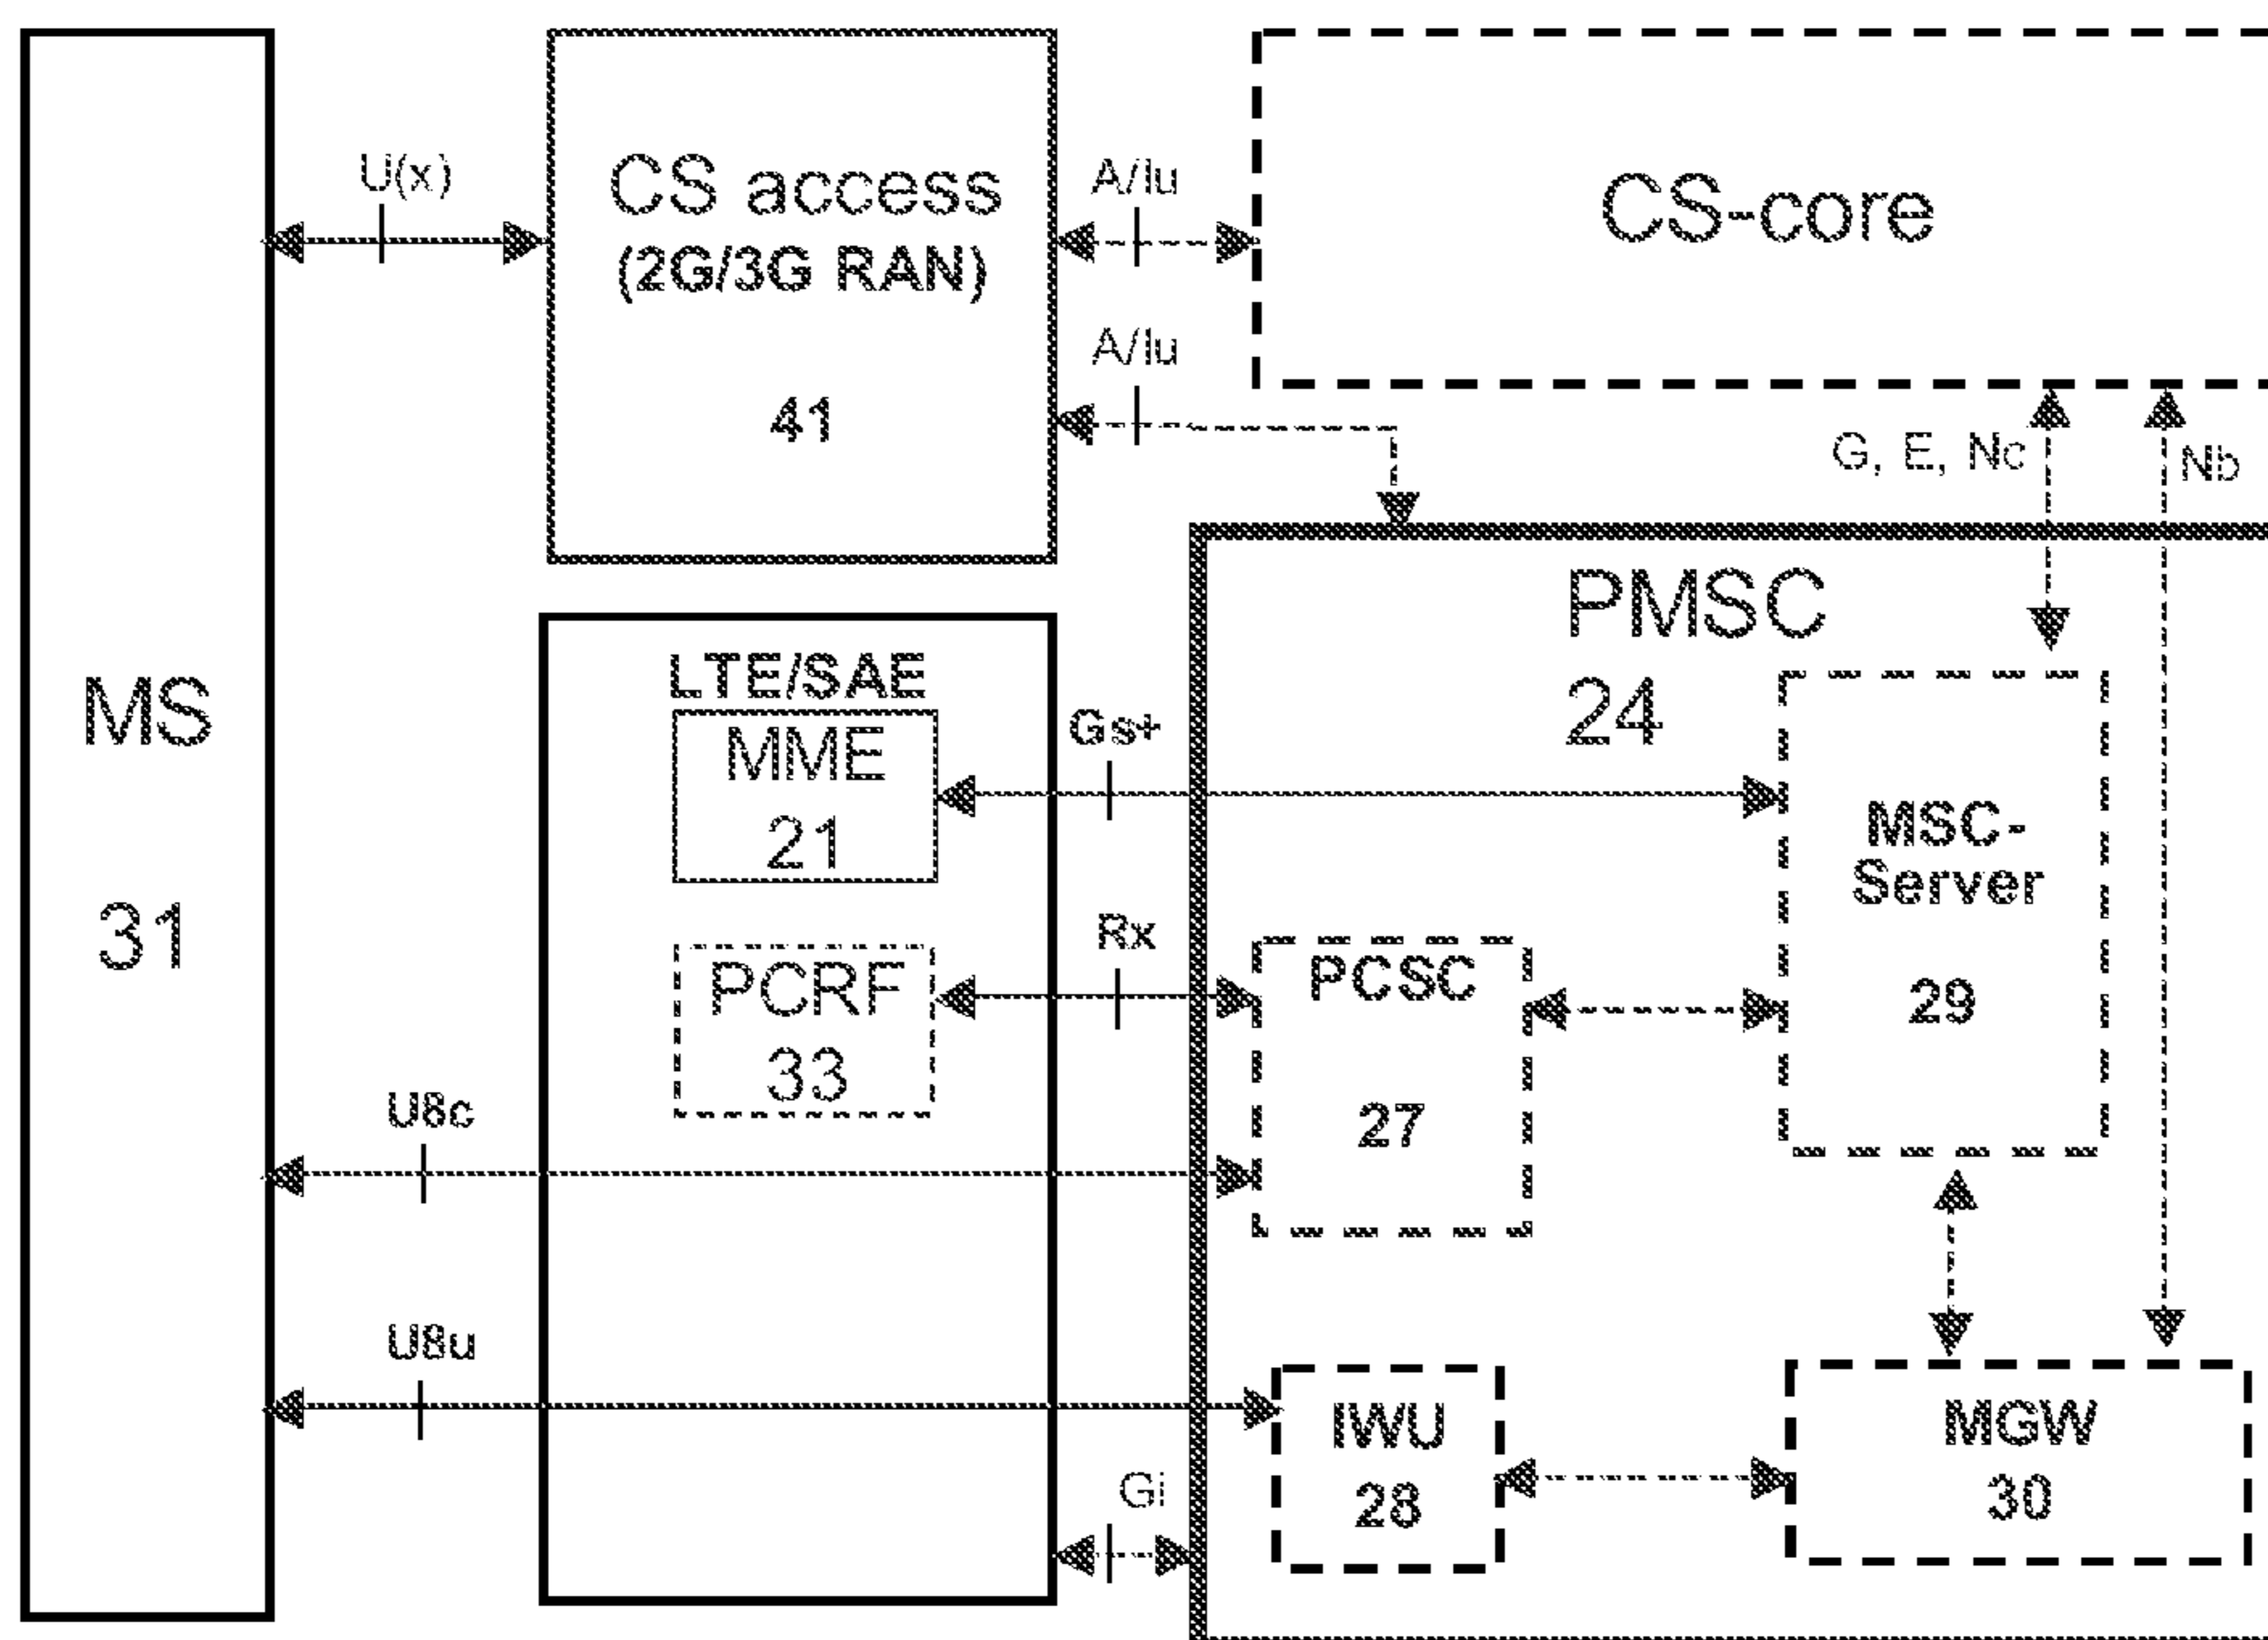 MS
31
U(x)
CS access
(2G/3G RAN)
41
A/Iu
A/Iu
CS-core
G, E, Nc
Nb
LTE/SAE
MME
21
PCRF
33
Gs+
Rx
U8c
U8u
Gi
PMSC
24
MSC-
Server
29
PCSC
27
IWU
28
MGW
30